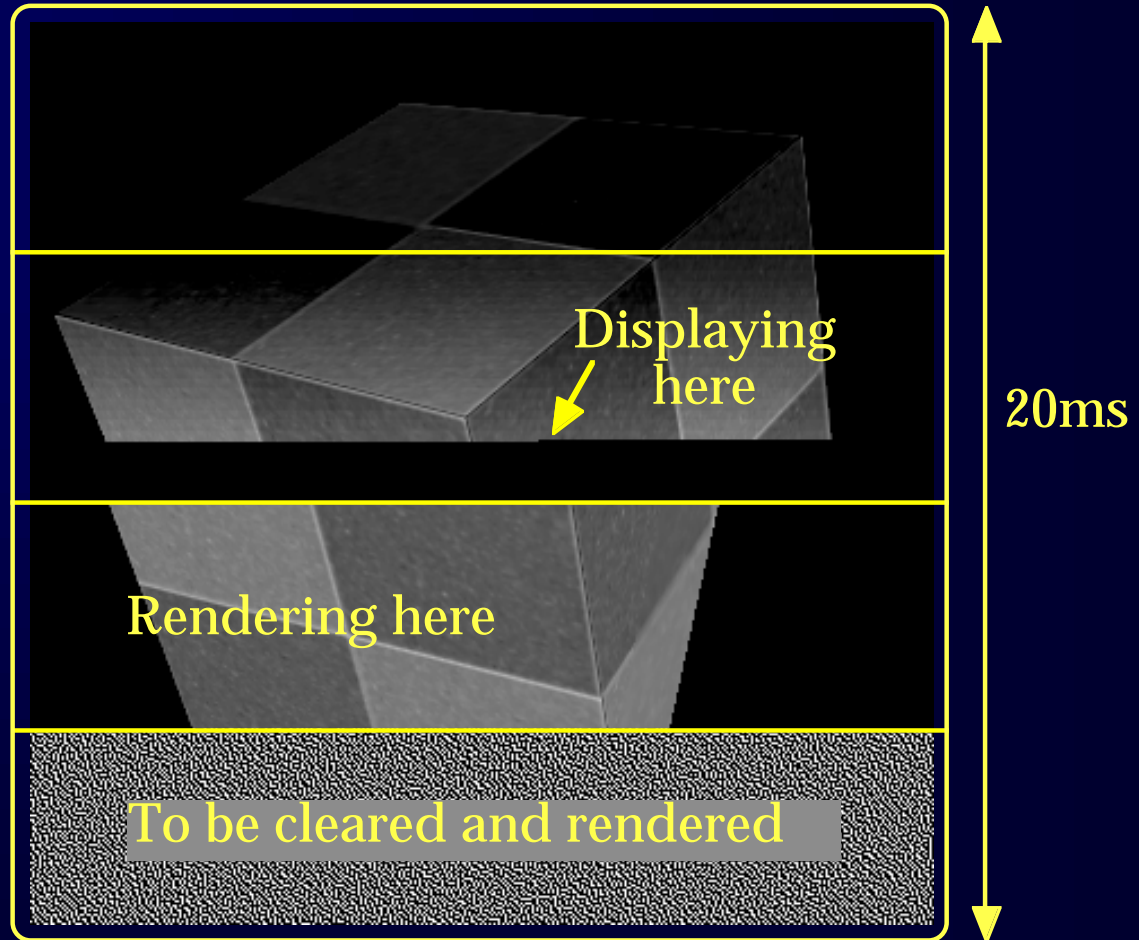 Displaying
here
20ms
Rendering here
To be cleared and rendered